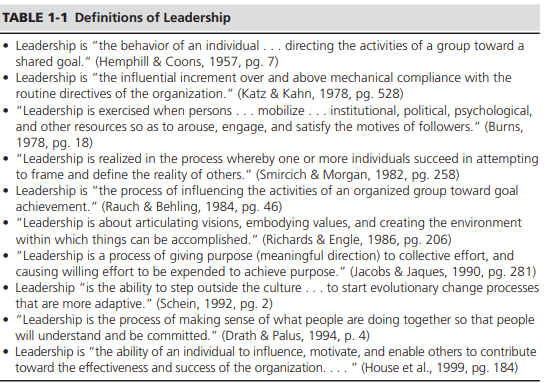 TABLE 1-1 Definitions of Leadership
• Leadership is “the behavior of an individual . . . directing the activities of a group toward a
shared goal.” (Hemphill & Coons, 1957, pg. 7)
• Leadership is “the influential increment over and above mechanical compliance with the
routine directives of the organization.” (Katz & Kahn, 1978, pg. 528)
• “Leadership is exercised when persons . . . mobilize . . . institutional, political, psychological,
and other resources so as to arouse, engage, and satisfy the motives of followers.” (Burns,
1978, pg. 18)
• “Leadership is realized in the process whereby one or more individuals succeed in attempting
to frame and define the reality of others.” (Smircich & Morgan, 1982, pg. 258)
• Leadership is “the process of influencing the activities of an organized group toward goal
achievement.” (Rauch & Behling, 1984, pg. 46)
• “Leadership is about articulating visions, embodying values, and creating the environment
within which things can be accomplished.” (Richards & Engle, 1986, pg. 206)
• “Leadership is a process of giving purpose (meaningful direction) to collective effort, and
causing willing effort to be expended to achieve purpose.” (Jacobs & Jaques, 1990, pg. 281)
• Leadership “is the ability to step outside the culture . . . to start evolutionary change processes
that are more adaptive.” (Schein, 1992, pg. 2)
• “Leadership is the process of making sense of what people are doing together so that people
will understand and be committed.” (Drath & Palus, 1994, p. 4)
• Leadership is “the ability of an individual to influence, motivate, and enable others to contribute
toward the effectiveness and success of the organization. . . . ” (House et al., 1999, pg. 184)